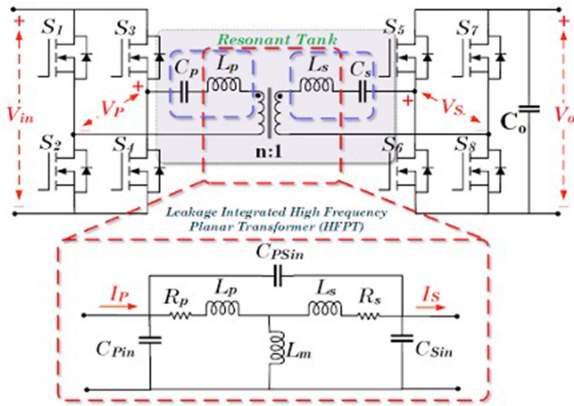 + S1 S3 Resonant Tank S5 S7 +
Cp Lp Ls Cs
Vin VP + + VS Co Vo
S2 S4 n:1 S6 S8
Leakage Integrated High Frequency
Planar Transformer (HFPT)
CPSin
IP Rp Lp Ls Rs IS
CPin Lm CSin